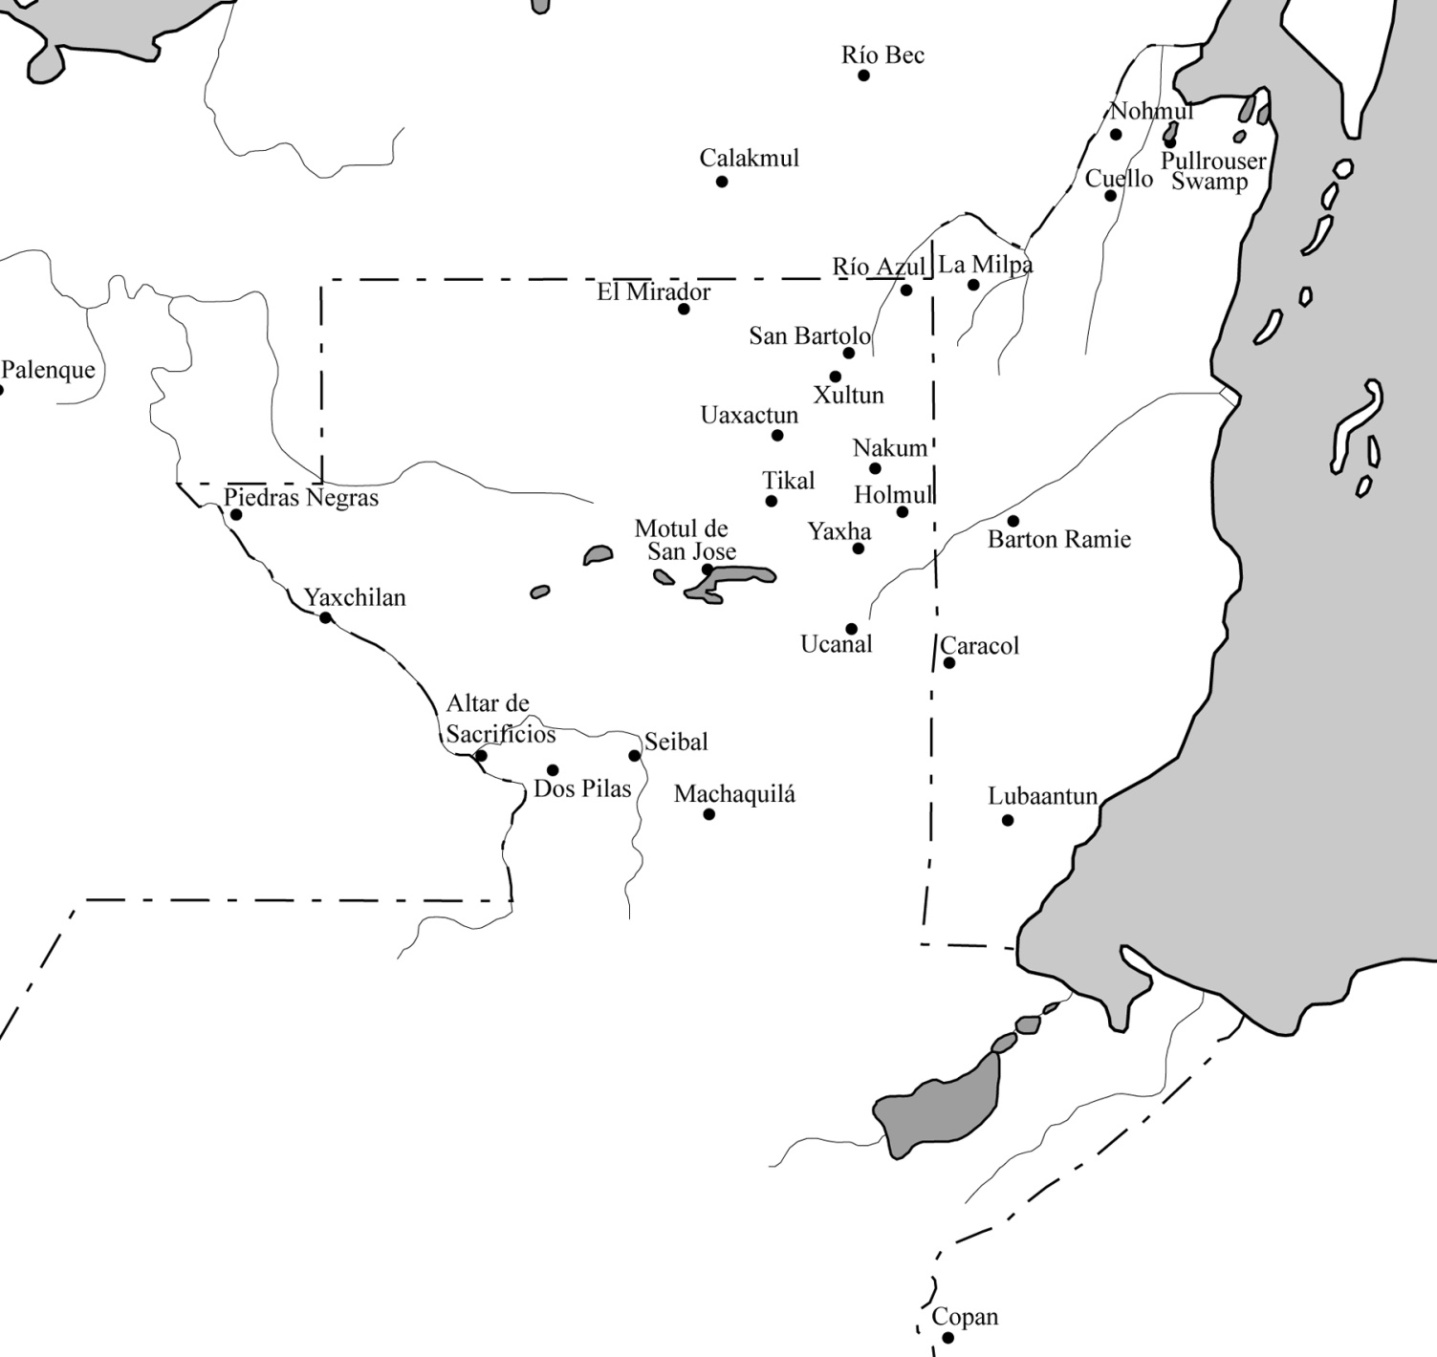 Río Bec
Nohmul
Calakmul
Pullrouser
Swamp
Cuello
Río Azul
La Milpa
El Mirador
San Bartolo
Palenque
Xultun
Uaxactun
Nakum
Tikal
Holmul
Piedras Negras
Motul de
San Jose
Yaxha
Barton Ramie
Yaxchilan
Ucanal
Caracol
Altar de
Sacrificios
Seibal
Dos Pilas
Machaquilá
Lubaantun
Copan